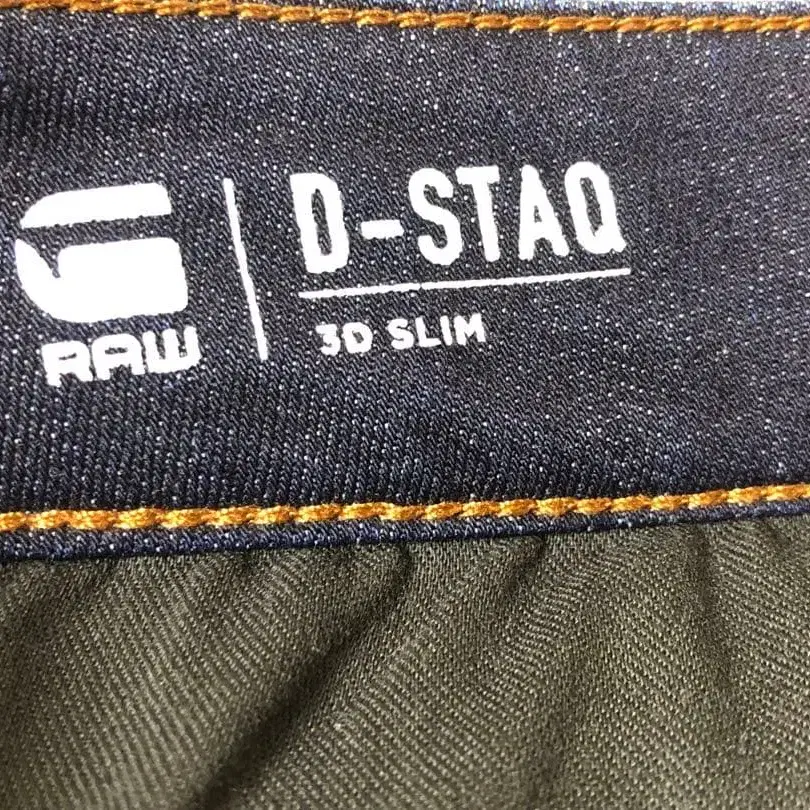 G
RAW
D-STAQ
3D SLIM